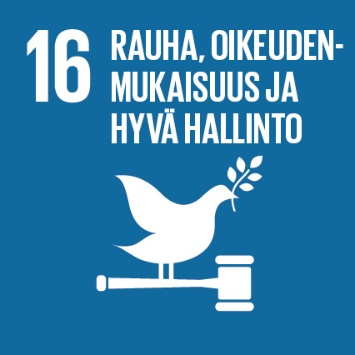 16 RAUHA, OIKEUDEN-
MUKAISUUS JA
HYVÄ HALLINTO